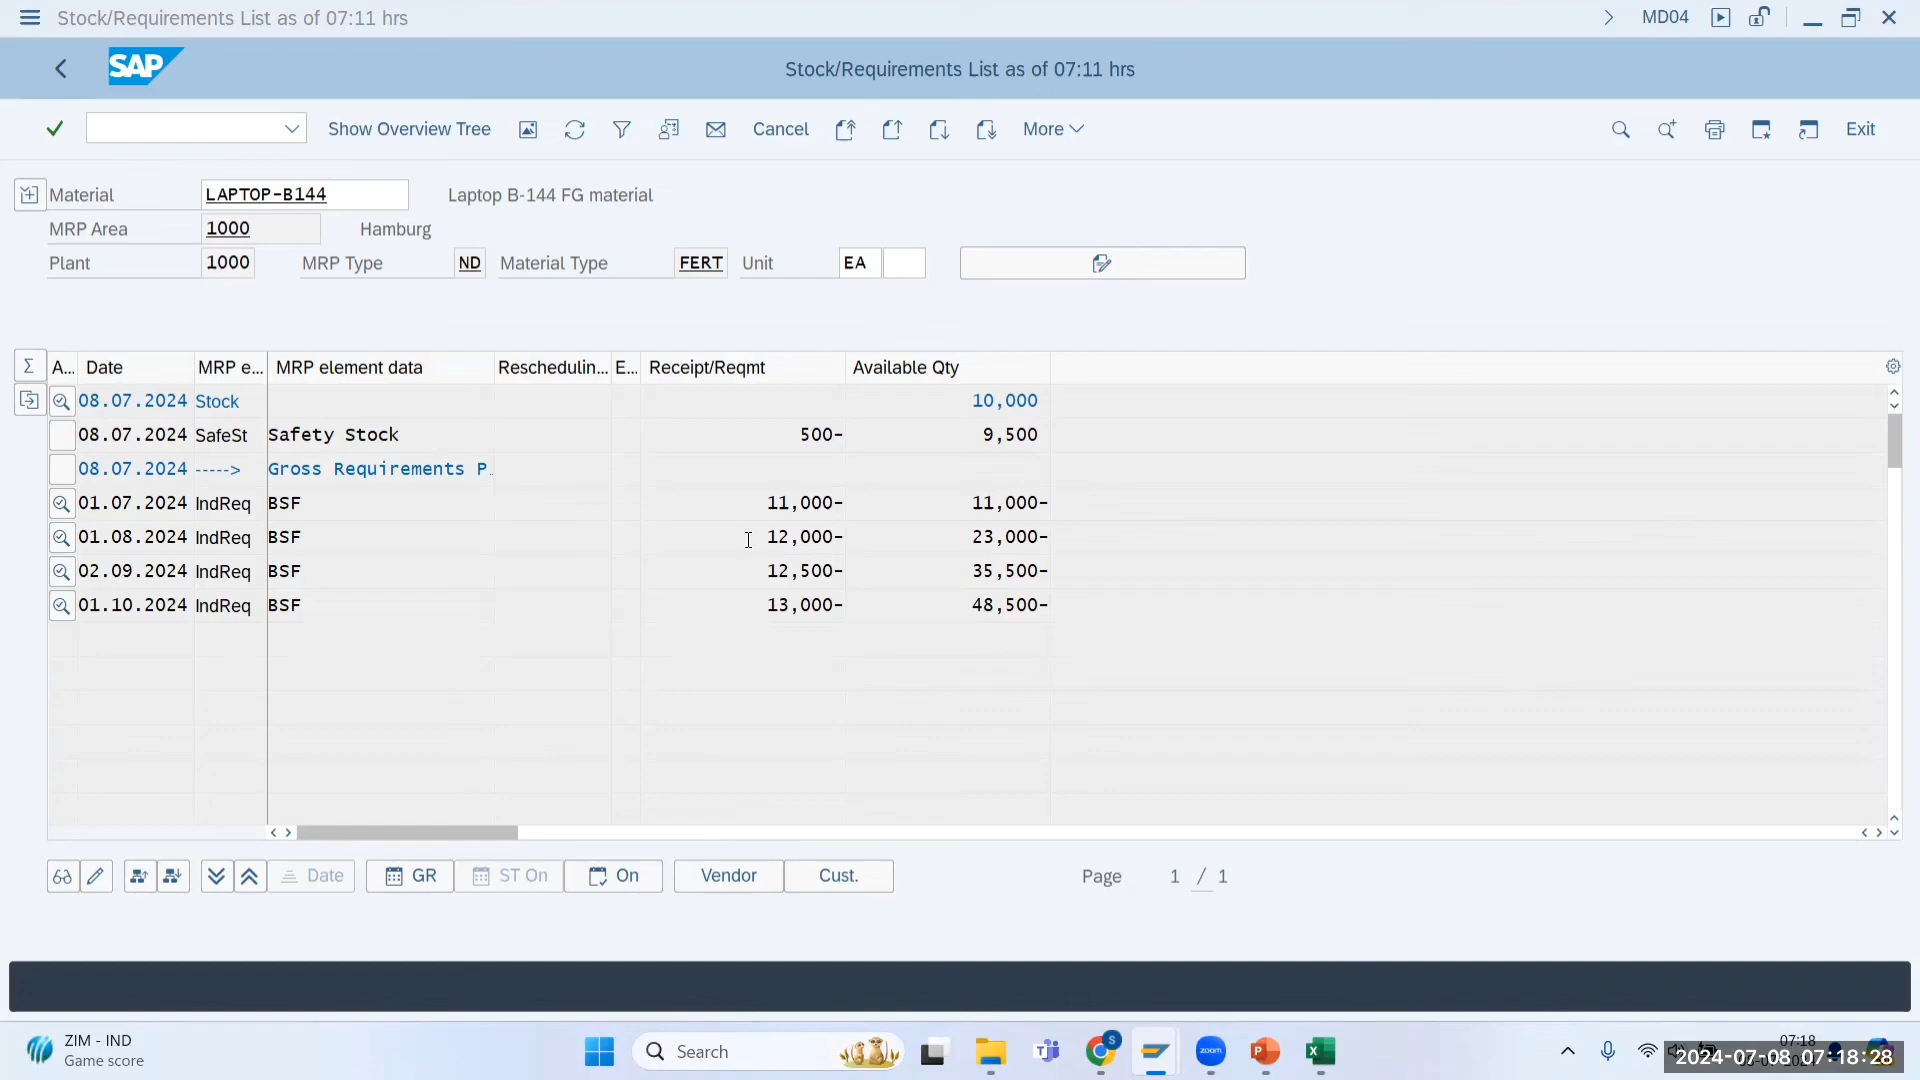 Stock/Requirements List as of 07:11 hrs
MD04
SAP
Stock/Requirements List as of 07:11 hrs
Show Overview Tree
Cancel
More
Exit
Material LAPTOP-B144 Laptop B-144 FG material
MRP Area 1000 Hamburg
Plant 1000 MRP Type ND Material Type FERT Unit EA
Σ A... Date MRP e... MRP element data Reschedulin... E... Receipt/Reqmt Available Qty
08.07.2024 Stock 10,000
08.07.2024 SafeSt Safety Stock 500- 9,500
08.07.2024 -----> Gross Requirements P.
01.07.2024 IndReq BSF 11,000- 11,000-
01.08.2024 IndReq BSF 12,000- 23,000-
02.09.2024 IndReq BSF 12,500- 35,500-
01.10.2024 IndReq BSF 13,000- 48,500-
Date GR ST On On Vendor Cust. Page 1 / 1
ZIM - IND
Game score
Search
S
zoom
07:18
2024-07-08 07:18:28